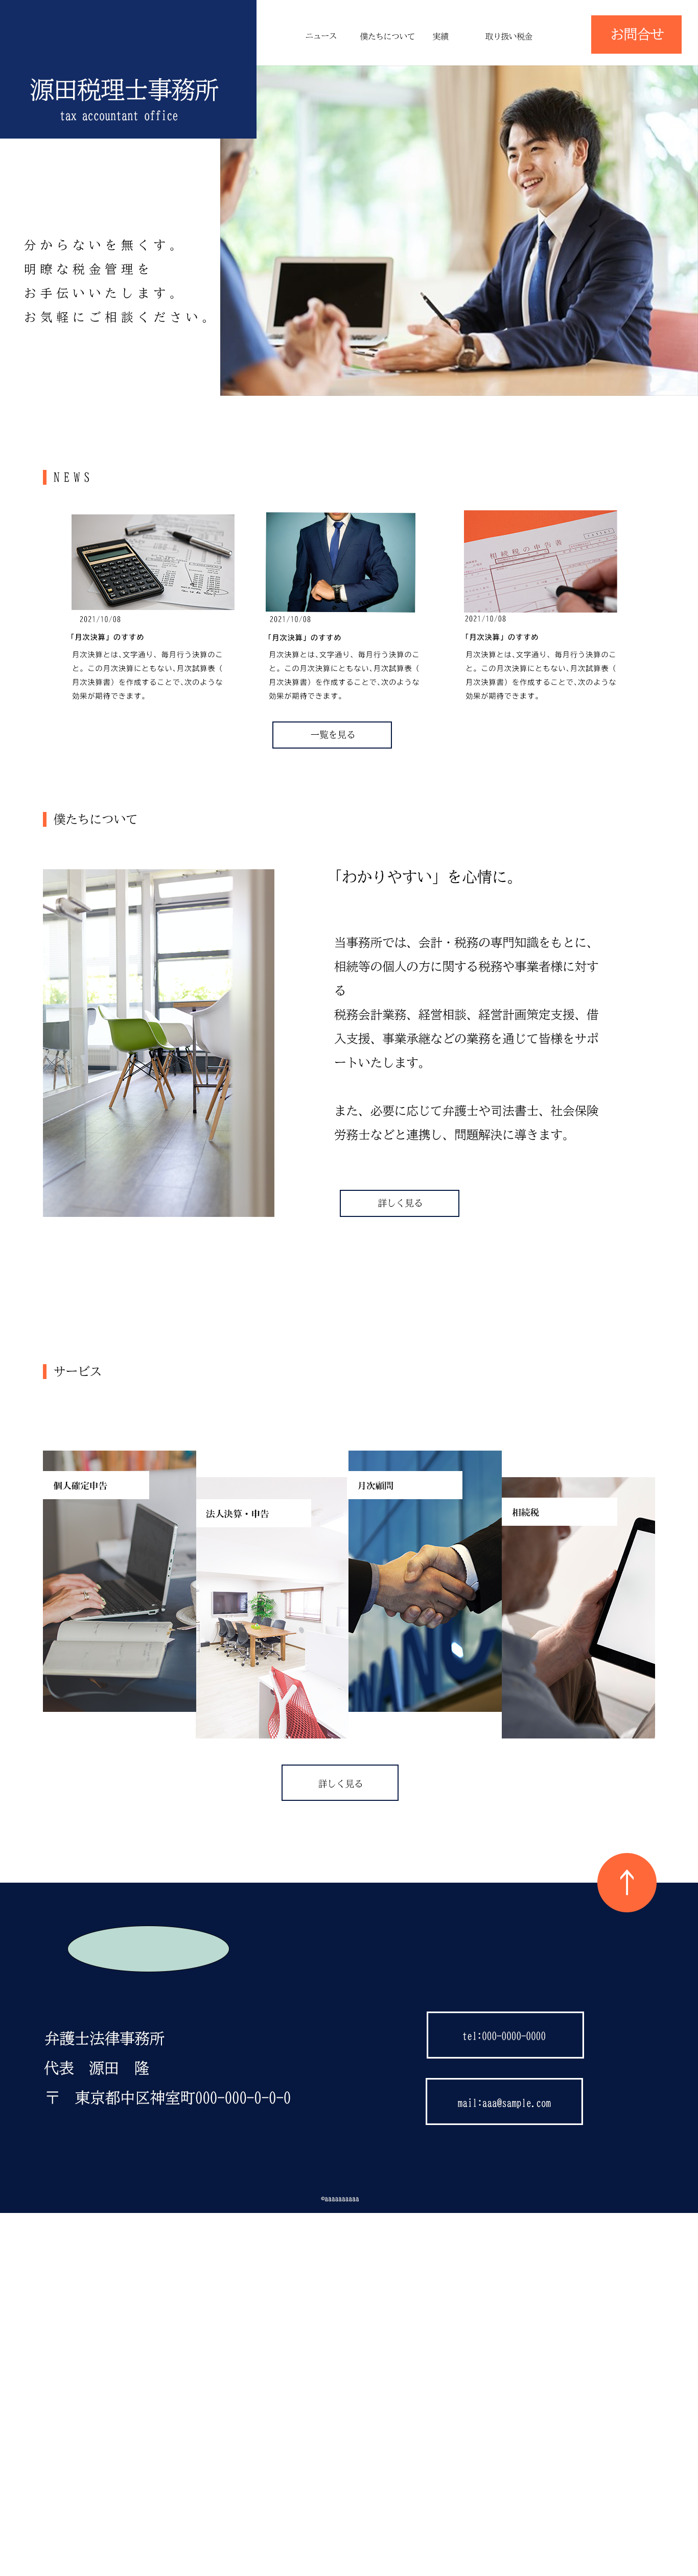 源田税理士事務所
tax accountant office
ニュース
僕たちについて
実績
取り扱い税金
お問合せ
分からないを無くす。
明瞭な税金管理を
お手伝いいたします。
お気軽にご相談ください。
NEWS
相続税の申告書
2021/10/08
「月次決算」のすすめ
月次決算とは､文字通り、毎月行う決算のこ
と。この月次決算にともない､月次試算表（
月次決算書）を作成することで､次のような
効果が期待できます。
2021/10/08
「月次決算」のすすめ
月次決算とは､文字通り、毎月行う決算のこ
と。この月次決算にともない､月次試算表（
月次決算書）を作成することで､次のような
効果が期待できます。
2021/10/08
「月次決算」のすすめ
月次決算とは､文字通り、毎月行う決算のこ
と。この月次決算にともない､月次試算表（
月次決算書）を作成することで､次のような
効果が期待できます。
一覧を見る
僕たちについて
「わかりやすい」を心情に。
当事務所では、会計・税務の専門知識をもとに、
相続等の個人の方に関する税務や事業者様に対す
る
税務会計業務、経営相談、経営計画策定支援、借
入支援、事業承継などの業務を通じて皆様をサポ
ートいたします。
また、必要に応じて弁護士や司法書士、社会保険
労務士などと連携し、問題解決に導きます。
詳しく見る
サービス
個人確定申告
法人決算・申告
月次顧問
相続税
詳しく見る
↑
弁護士法律事務所
代表　源田　隆
〒　東京都中区神室町000-000-0-0-0
tel:000-0000-0000
mail:aaa@sample.com
©aaaaaaaaaa